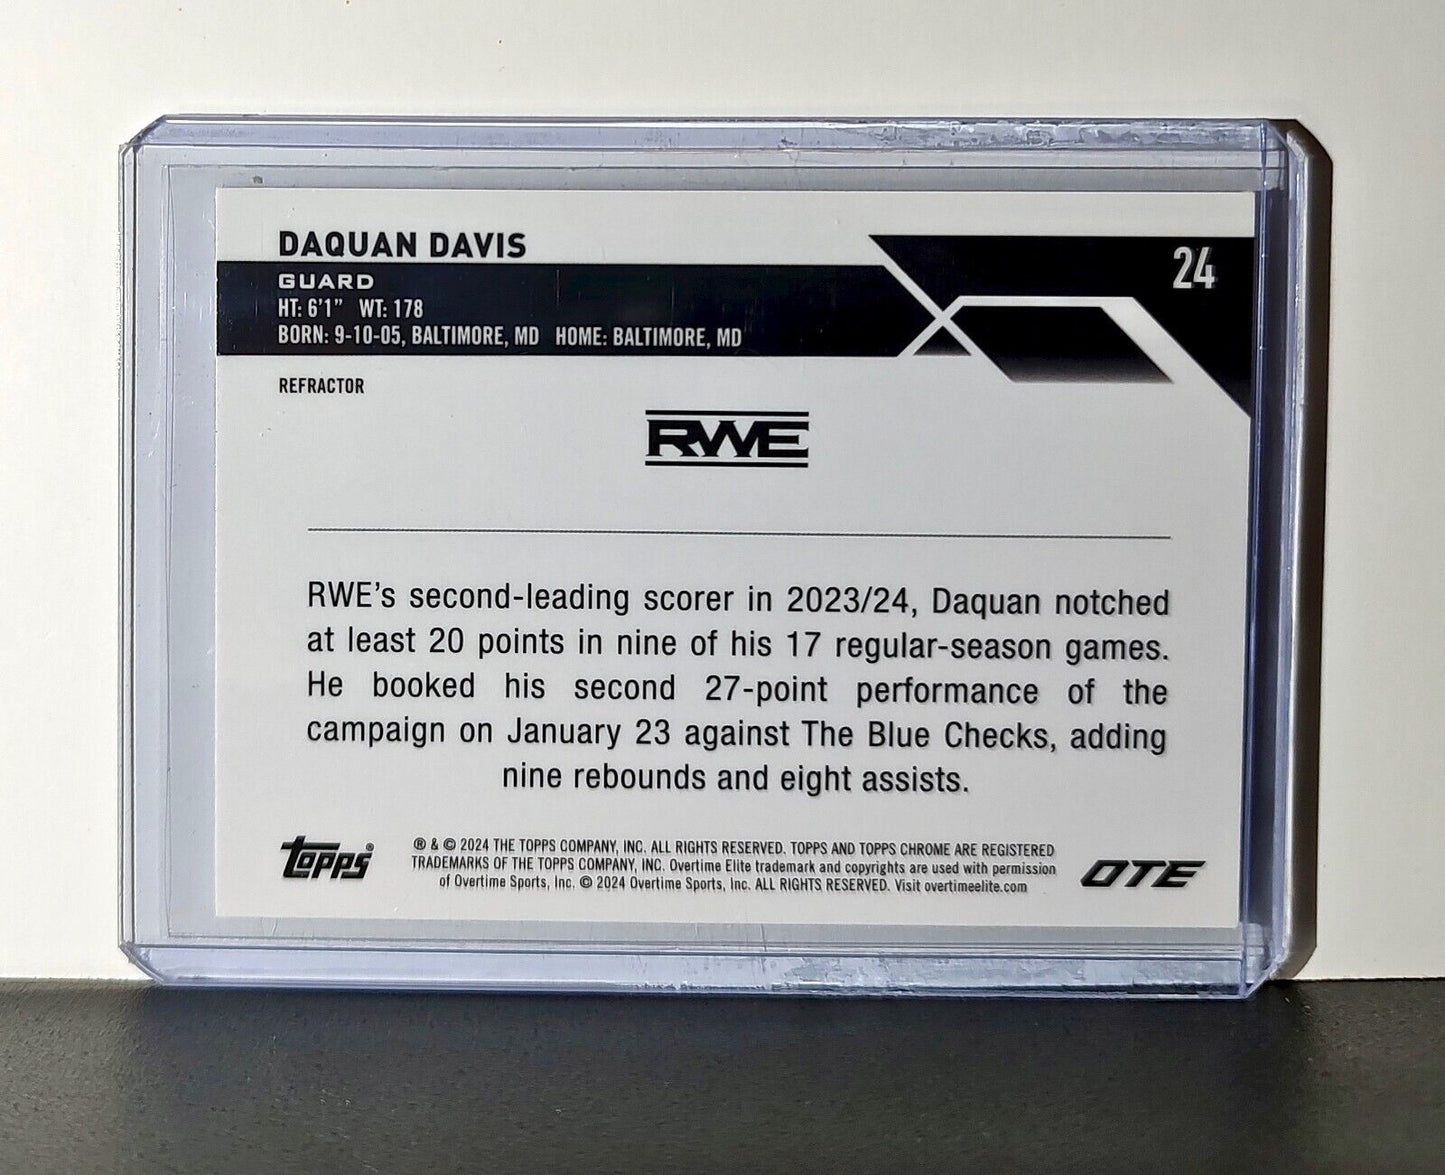 DAQUAN DAVIS
24
GUARD
HT: 6'1" WT: 178
BORN: 9-10-05, BALTIMORE, MD HOME: BALTIMORE, MD
REFRACTOR
RWE
RWE's second-leading scorer in 2023/24, Daquan notched
at least 20 points in nine of his 17 regular-season games.
He booked his second 27-point performance of the
campaign on January 23 against The Blue Checks, adding
nine rebounds and eight assists.
topps®
® & © 2024 THE TOPPS COMPANY, INC. ALL RIGHTS RESERVED. TOPPS AND TOPPS CHROME ARE REGISTERED
TRADEMARKS OF THE TOPPS COMPANY, INC. Overtime Elite trademark and copyrights are used with permission
of Overtime Sports, Inc. © 2024 Overtime Sports, Inc. ALL RIGHTS RESERVED. Visit overtimeelite.com
OTE